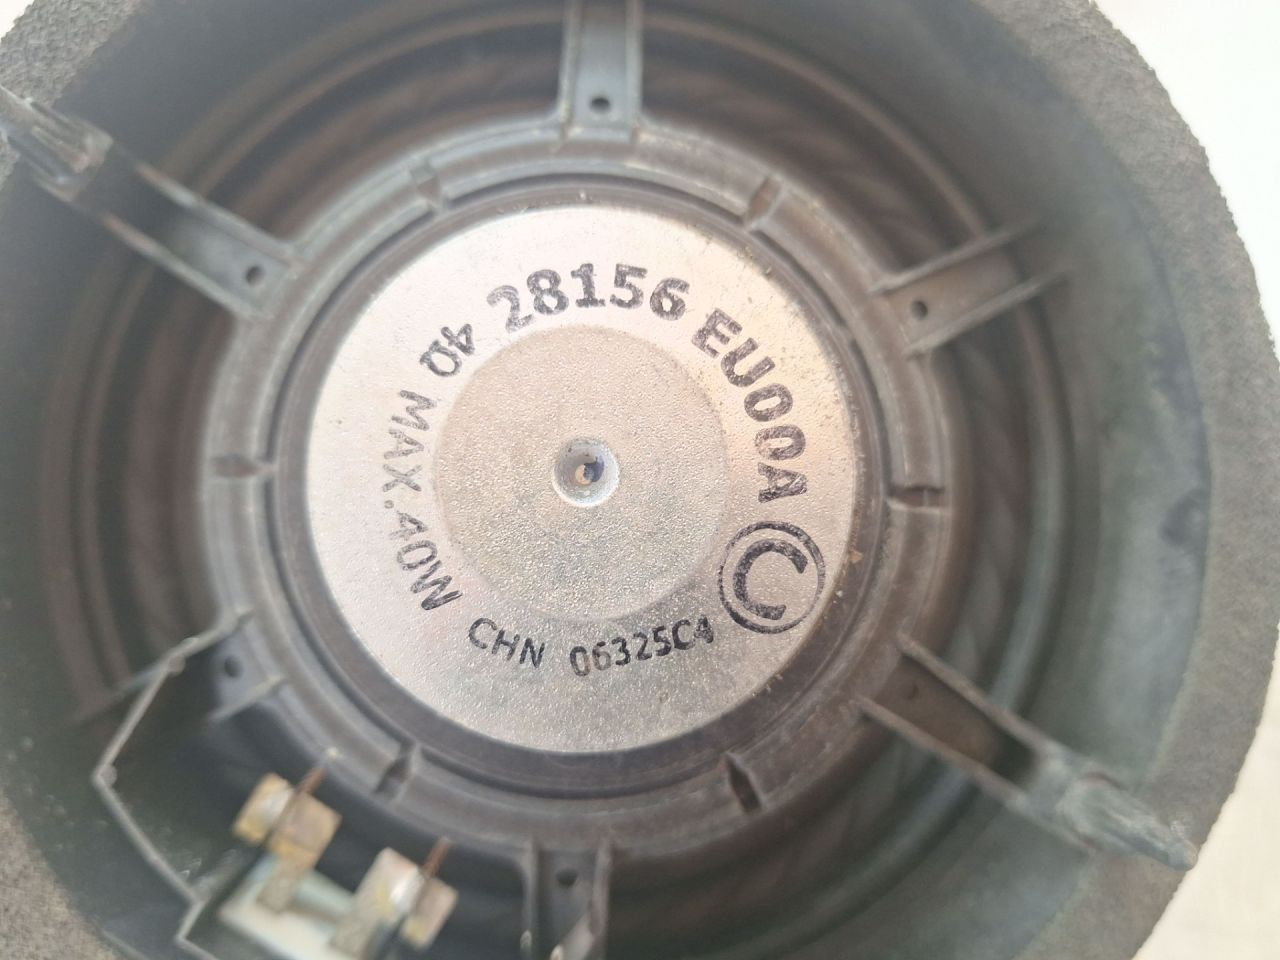 28156 EU00A Ⓒ
4Ω MAX.40W
CHN 06325C4